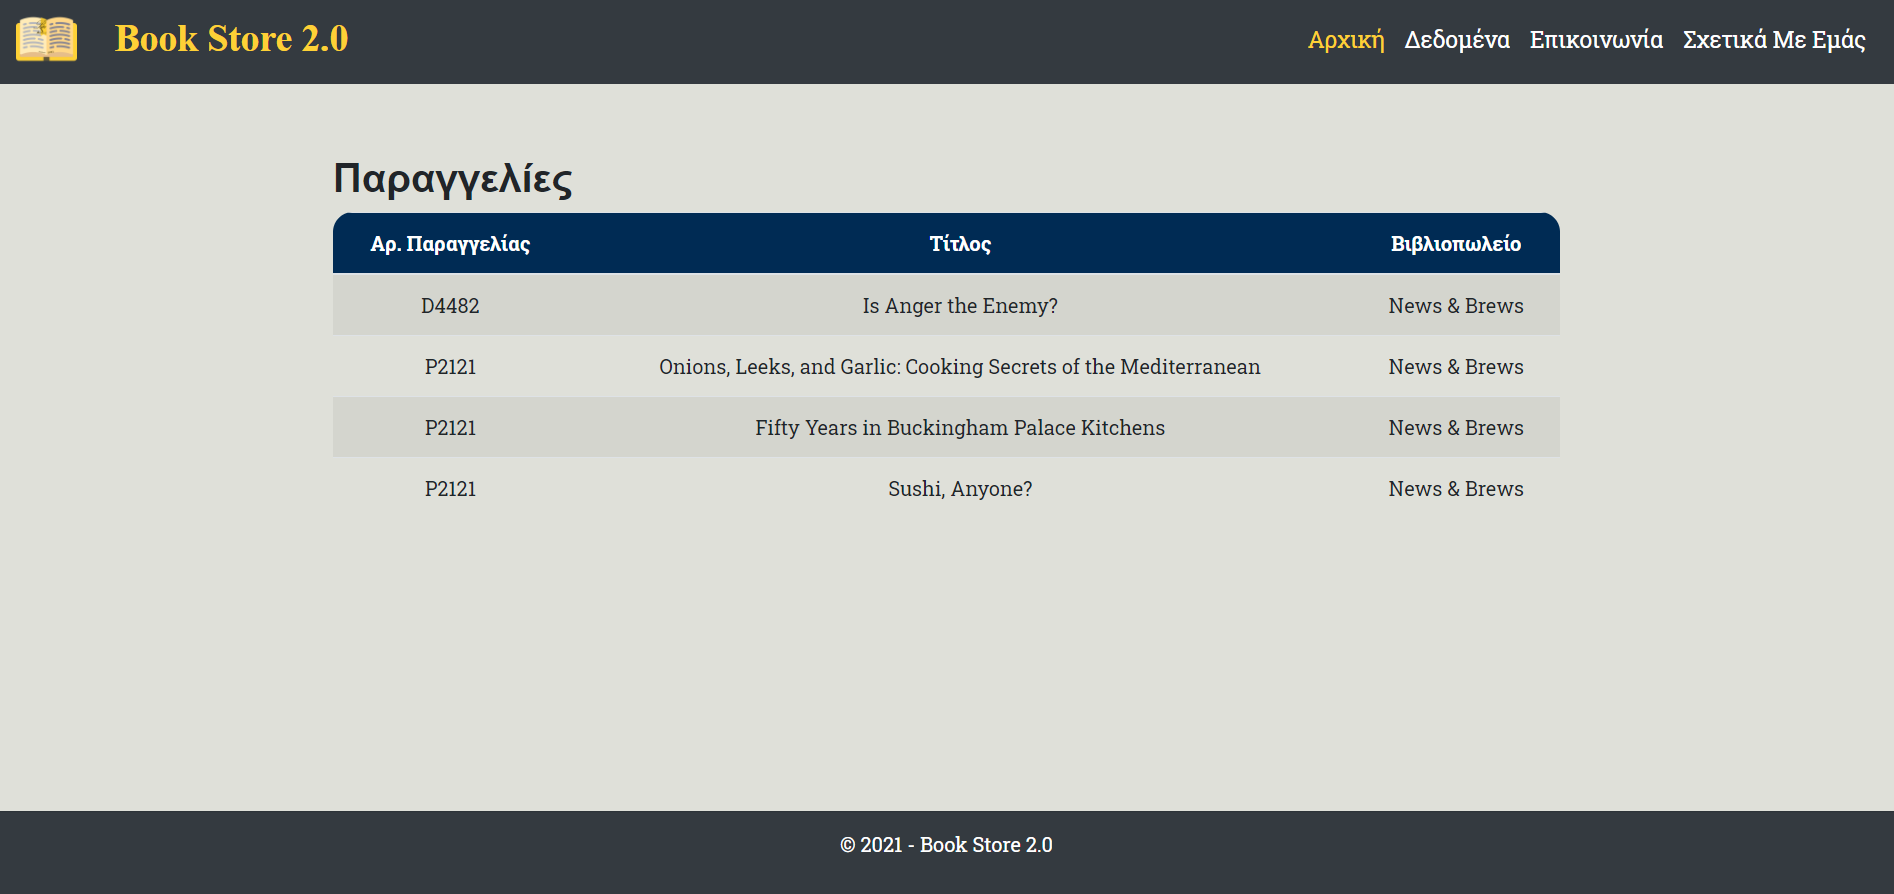 Book Store 2.0
Αρχική Δεδομένα Επικοινωνία Σχετικά Με Εμάς
Παραγγελίες
Αρ. Παραγγελίας Τίτλος Βιβλιοπωλείο
D4482 Is Anger the Enemy? News & Brews
P2121 Onions, Leeks, and Garlic: Cooking Secrets of the Mediterranean News & Brews
P2121 Fifty Years in Buckingham Palace Kitchens News & Brews
P2121 Sushi, Anyone? News & Brews
© 2021 - Book Store 2.0